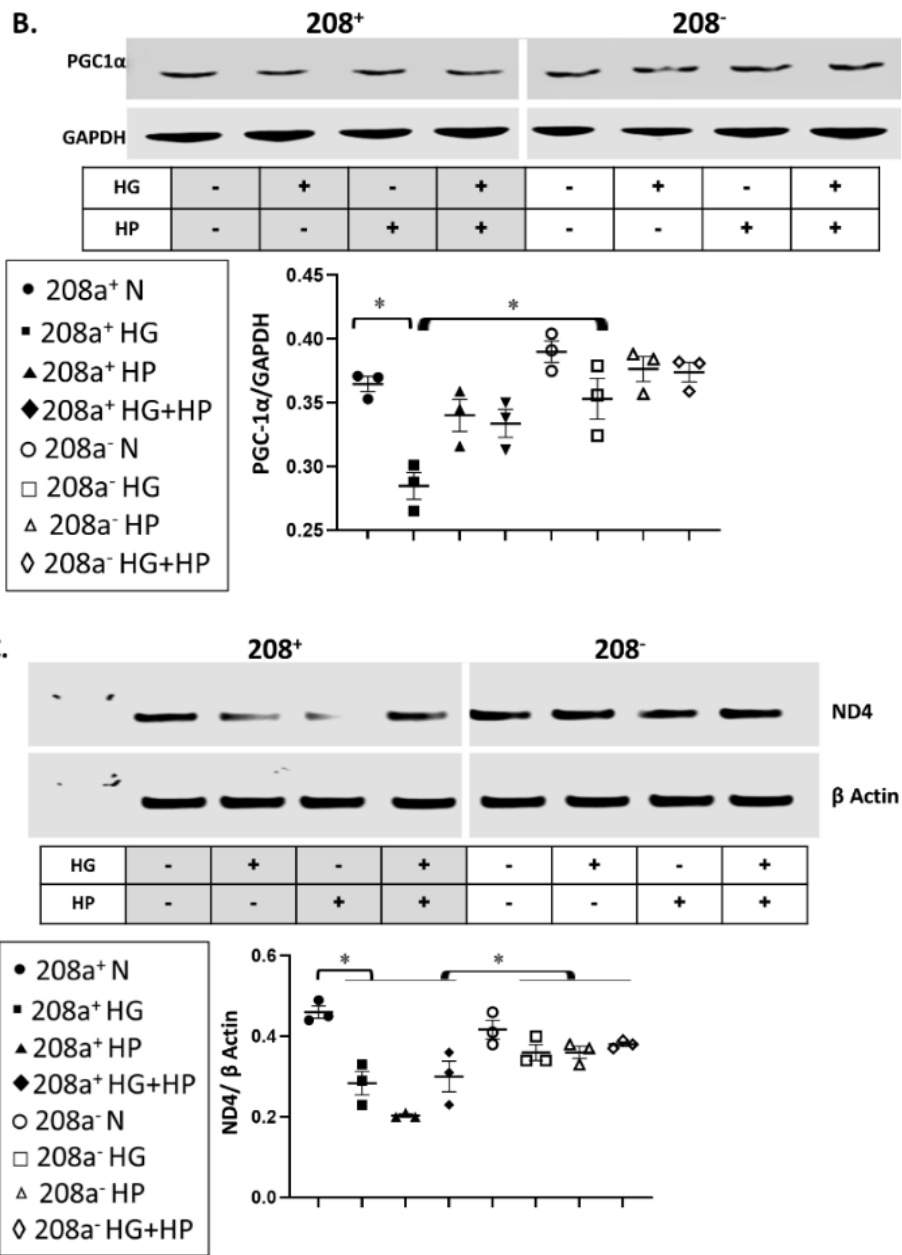 B.
208⁺ 208⁻
PGC1α
GAPDH
HG - + - + - + - +
HP - - + + - - + +
208a⁺ N
208a⁺ HG
208a⁺ HP
208a⁺ HG+HP
208a⁻ N
208a⁻ HG
208a⁻ HP
208a⁻ HG+HP
PGC-1α/GAPDH
0.45
0.40
0.35
0.30
0.25
* *
208⁺ 208⁻
ND4
β Actin
HG - + - + - + - +
HP - - + + - - + +
208a⁺ N
208a⁺ HG
208a⁺ HP
208a⁺ HG+HP
208a⁻ N
208a⁻ HG
208a⁻ HP
208a⁻ HG+HP
ND4/ β Actin
0.6
0.4
0.2
0.0
* *